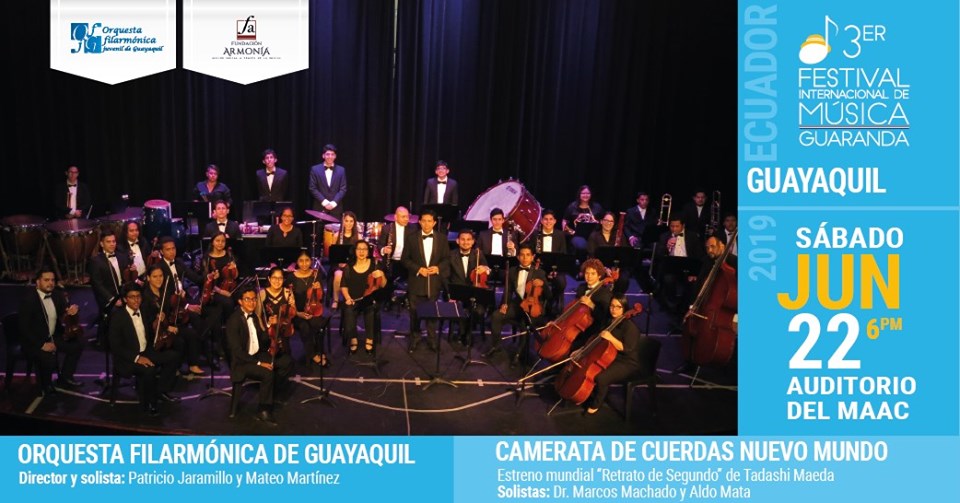 Orquesta
filarmónica
juvenil de Guayaquil
FUNDACIÓN
ARMONÍA
ECUADOR
3ER
FESTIVAL
INTERNACIONAL DE
MÚSICA
GUARANDA
GUAYAQUIL
2019
SÁBADO
JUN
22 6PM
AUDITORIO
DEL MAAC
ORQUESTA FILARMÓNICA DE GUAYAQUIL
Director y solista: Patricio Jaramillo y Mateo Martínez
CAMERATA DE CUERDAS NUEVO MUNDO
Estreno mundial "Retrato de Segundo" de Tadashi Maeda
Solistas: Dr. Marcos Machado y Aldo Mata